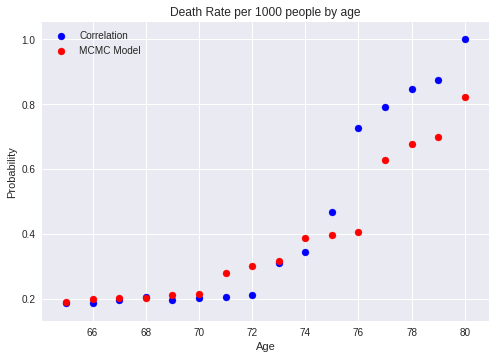 Death Rate per 1000 people by age
Correlation
MCMC Model
1.0
0.8
0.6
0.4
0.2
Probability
66 68 70 72 74 76 78 80
Age